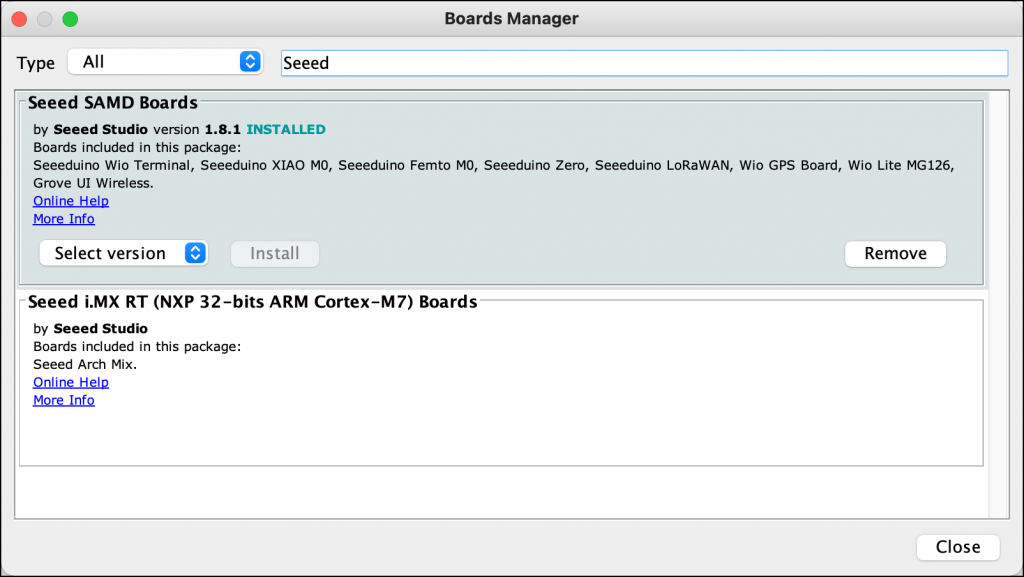 Boards Manager
Type All Seeed
Seeed SAMD Boards
by Seeed Studio version 1.8.1 INSTALLED
Boards included in this package:
Seeeduino Wio Terminal, Seeeduino XIAO M0, Seeeduino Femto M0, Seeeduino Zero, Seeeduino LoRaWAN, Wio GPS Board, Wio Lite MG126,
Grove UI Wireless.
Online Help
More Info
Select version Install Remove
Seeed i.MX RT (NXP 32-bits ARM Cortex-M7) Boards
by Seeed Studio
Boards included in this package:
Seeed Arch Mix.
Online Help
More Info
Close